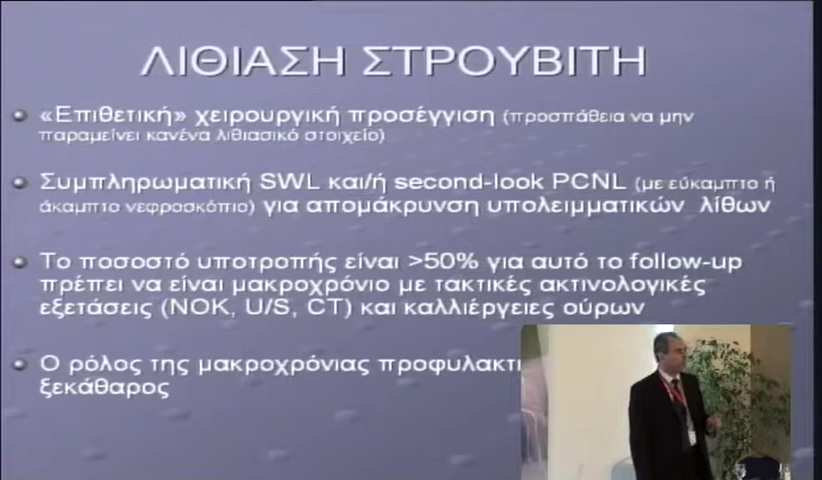 ΛΙΘΙΑΣΗ ΣΤΡΟΥΒΙΤΗ
«Επιθετική» χειρουργική προσέγγιση (προσπάθεια να μην
παραμείνει κανένα λιθιασικό στοιχείο)
Συμπληρωματική SWL και/ή second-look PCNL (με εύκαμπτο ή
άκαμπτο νεφροσκόπιο) για απομάκρυνση υπολειμματικών λίθων
Το ποσοστό υποτροπής είναι >50% για αυτό το follow-up
πρέπει να είναι μακροχρόνιο με τακτικές ακτινολογικές
εξετάσεις (ΝΟΚ, U/S, CT) και καλλιέργειες ούρων
Ο ρόλος της μακροχρόνιας
ξεκάθαρος